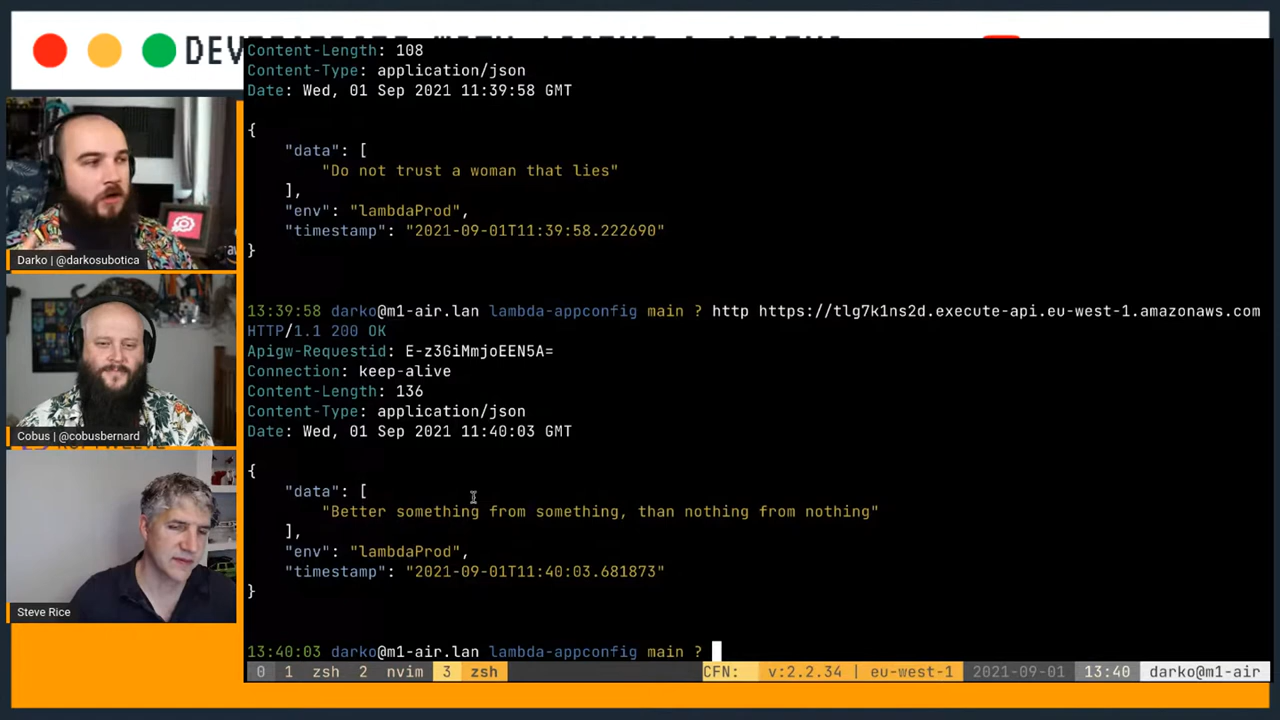 Content-Length: 108
Content-Type: application/json
Date: Wed, 01 Sep 2021 11:39:58 GMT
{
"data": [
"Do not trust a woman that lies"
],
"env": "lambdaProd",
"timestamp": "2021-09-01T11:39:58.222690"
}
13:39:58 darko@m1-air.lan lambda-appconfig main ? http https://tlg7k1ns2d.execute-api.eu-west-1.amazonaws.com
HTTP/1.1 200 OK
Apigw-Requestid: E-z3GiMmjoEEN5A=
Connection: keep-alive
Content-Length: 136
Content-Type: application/json
Date: Wed, 01 Sep 2021 11:40:03 GMT
{
"data": [
"Better something from something, than nothing from nothing"
],
"env": "lambdaProd",
"timestamp": "2021-09-01T11:40:03.681873"
}
13:40:03 darko@m1-air.lan lambda-appconfig main ?
0 1 zsh 2 nvim 3 zsh CFN: v:2.2.34 | eu-west-1 2021-09-01 13:40 darko@m1-air
Darko | @darkosubotica
Cobus | @cobusbernard
Steve Rice